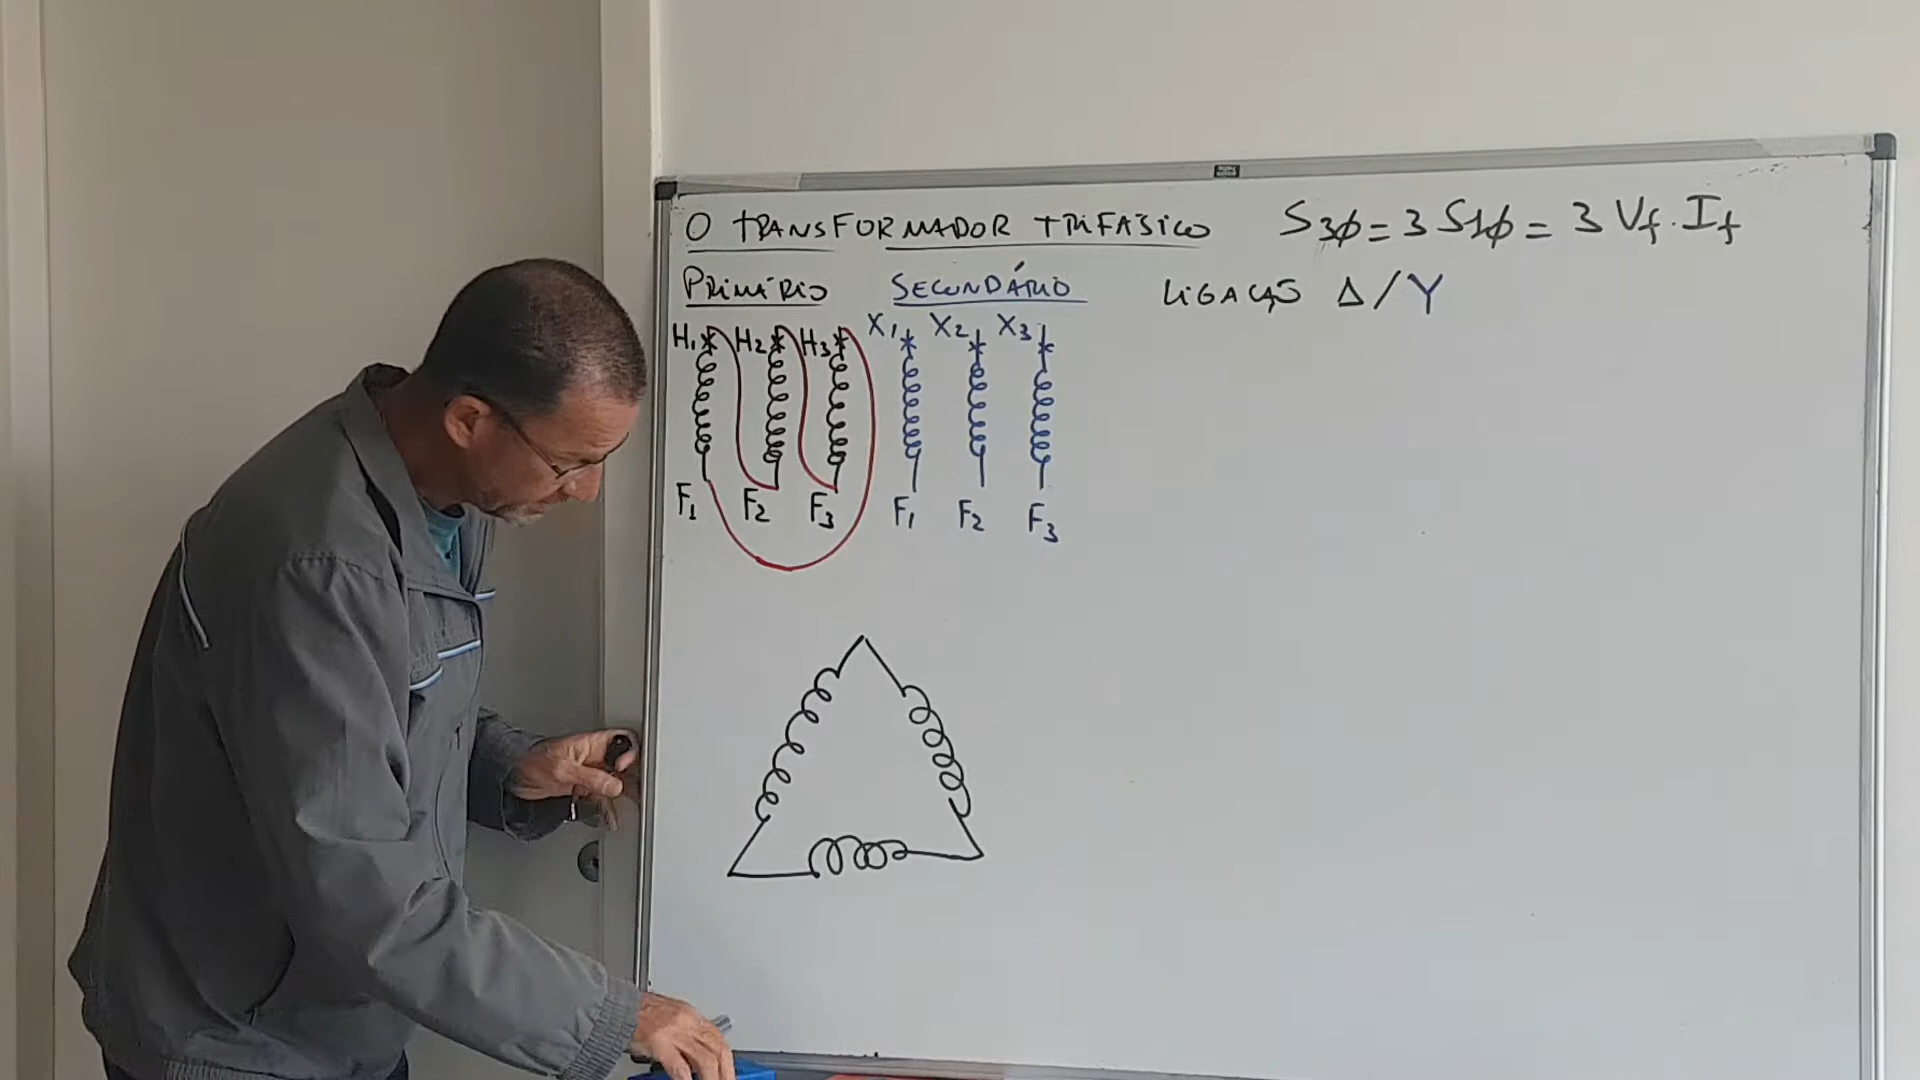 O TRANSFORMADOR TRIFÁSICO S3φ = 3 S1φ = 3 Vf . If
PRIMÁRIO SECUNDÁRIO LIGAÇÃO Δ/Y
H1 H2 H3 X1 X2 X3
F1 F2 F3 F1 F2 F3